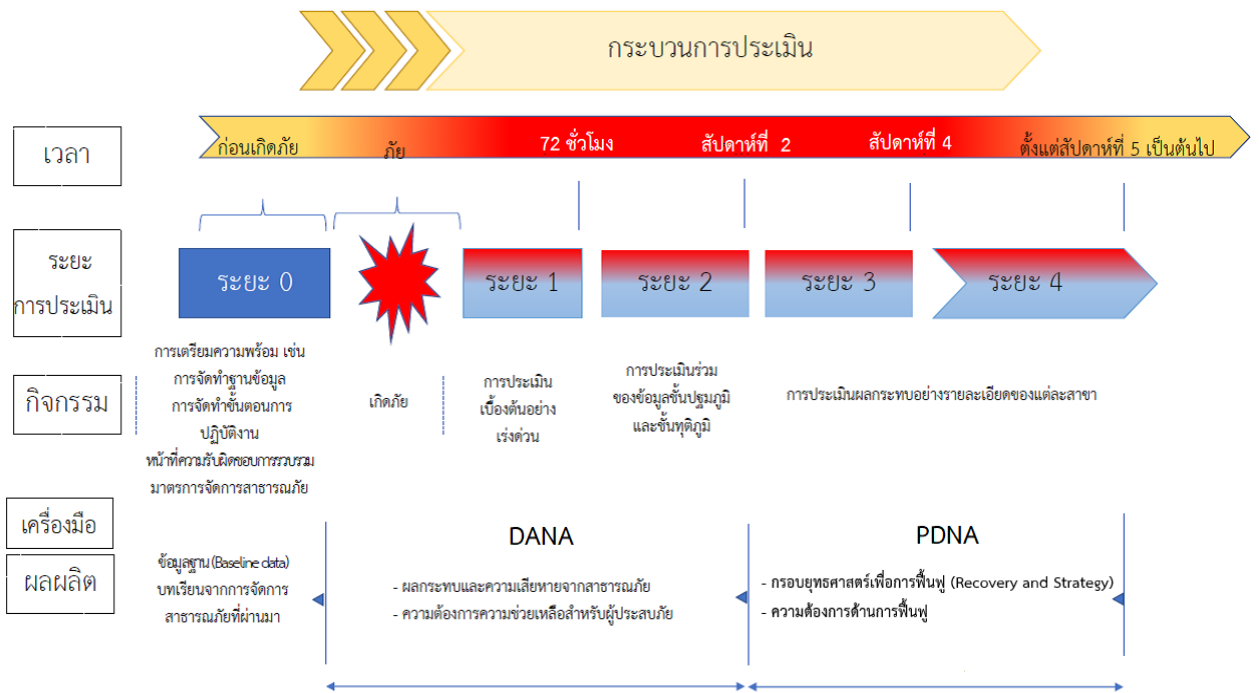 กระบวนการประเมิน
เวลา
ก่อนเกิดภัย
ภัย
72 ชั่วโมง
สัปดาห์ที่ 2
สัปดาห์ที่ 4
ตั้งแต่สัปดาห์ที่ 5 เป็นต้นไป
ระยะ
การประเมิน
ระยะ 0
ระยะ 1
ระยะ 2
ระยะ 3
ระยะ 4
กิจกรรม
การเตรียมความพร้อม เช่น
การจัดทำฐานข้อมูล
การจัดทำขั้นตอนการ
ปฏิบัติงาน
หน้าที่ความรับผิดชอบการรวบรวม
มาตรการจัดการสาธารณภัย
เกิดภัย
การประเมิน
เบื้องต้นอย่าง
เร่งด่วน
การประเมินร่วม
ของข้อมูลขั้นปฐมภูมิ
และขั้นทุติภูมิ
การประเมินผลกระทบอย่างรายละเอียดของแต่ละสาขา
เครื่องมือ
DANA
PDNA
ผลผลิต
ข้อมูลฐาน (Baseline data)
บทเรียนจากการจัดการ
สาธารณภัยที่ผ่านมา
- ผลกระทบและความเสียหายจากสาธารณภัย
- ความต้องการความช่วยเหลือสำหรับผู้ประสบภัย
- กรอบยุทธศาสตร์เพื่อการฟื้นฟู (Recovery and Strategy)
- ความต้องการด้านการฟื้นฟู